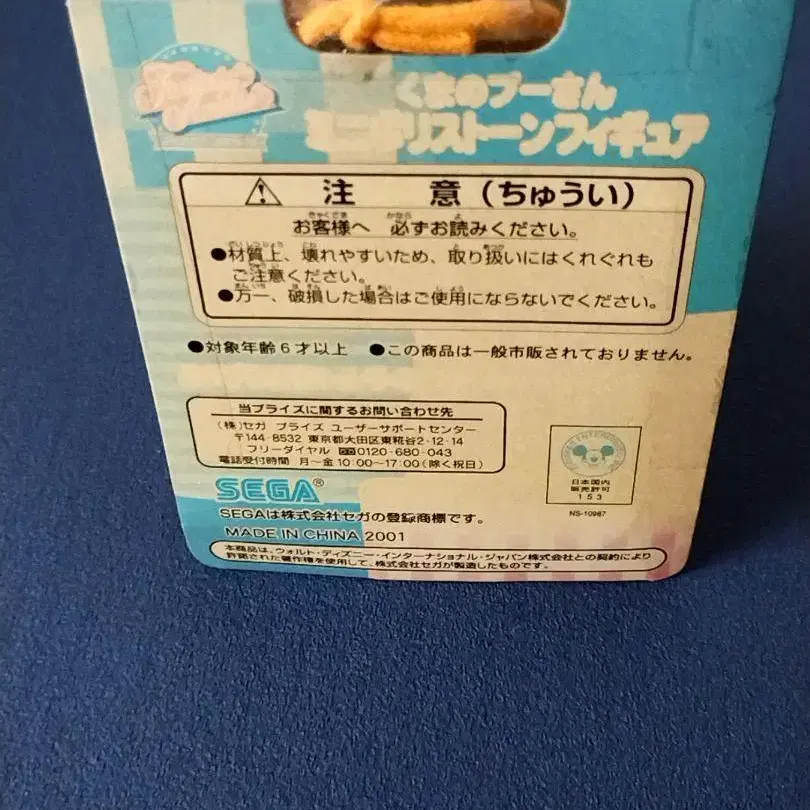 くまのプーさん
ミニポリストーンフィギュア
⚠ 注 意(ちゅうい)
お客様へ 必ずお読みください。
●材質上、壊れやすいため、取り扱いにはくれぐれも
ご注意ください。
●万一、破損した場合はご使用にならないでください。
●対象年齢6才以上 ●この商品は一般市販されておりません。
当プライズに関するお問い合わせ先
(株)セガ プライズ ユーザーサポートセンター
〒144-8532 東京都大田区東糀谷2-12-14
フリーダイヤル 0120-680-043
電話受付時間 月~金 10:00~17:00(除く祝日)
日本国内
販売許可
153
NS-10987
SEGA®
SEGAは株式会社セガの登録商標です。
MADE IN CHINA 2001
本商品は、ウォルト・ディズニー・インターナショナル・ジャパン株式会社との契約により
許諾された著作権を使用して、株式会社セガが製造したものです。